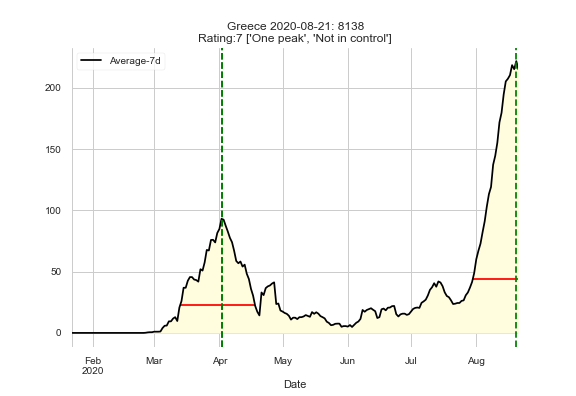 Greece 2020-08-21: 8138
Rating:7 ['One peak', 'Not in control']
Average-7d
200
150
100
50
0
Feb Mar Apr May Jun Jul Aug
2020
Date